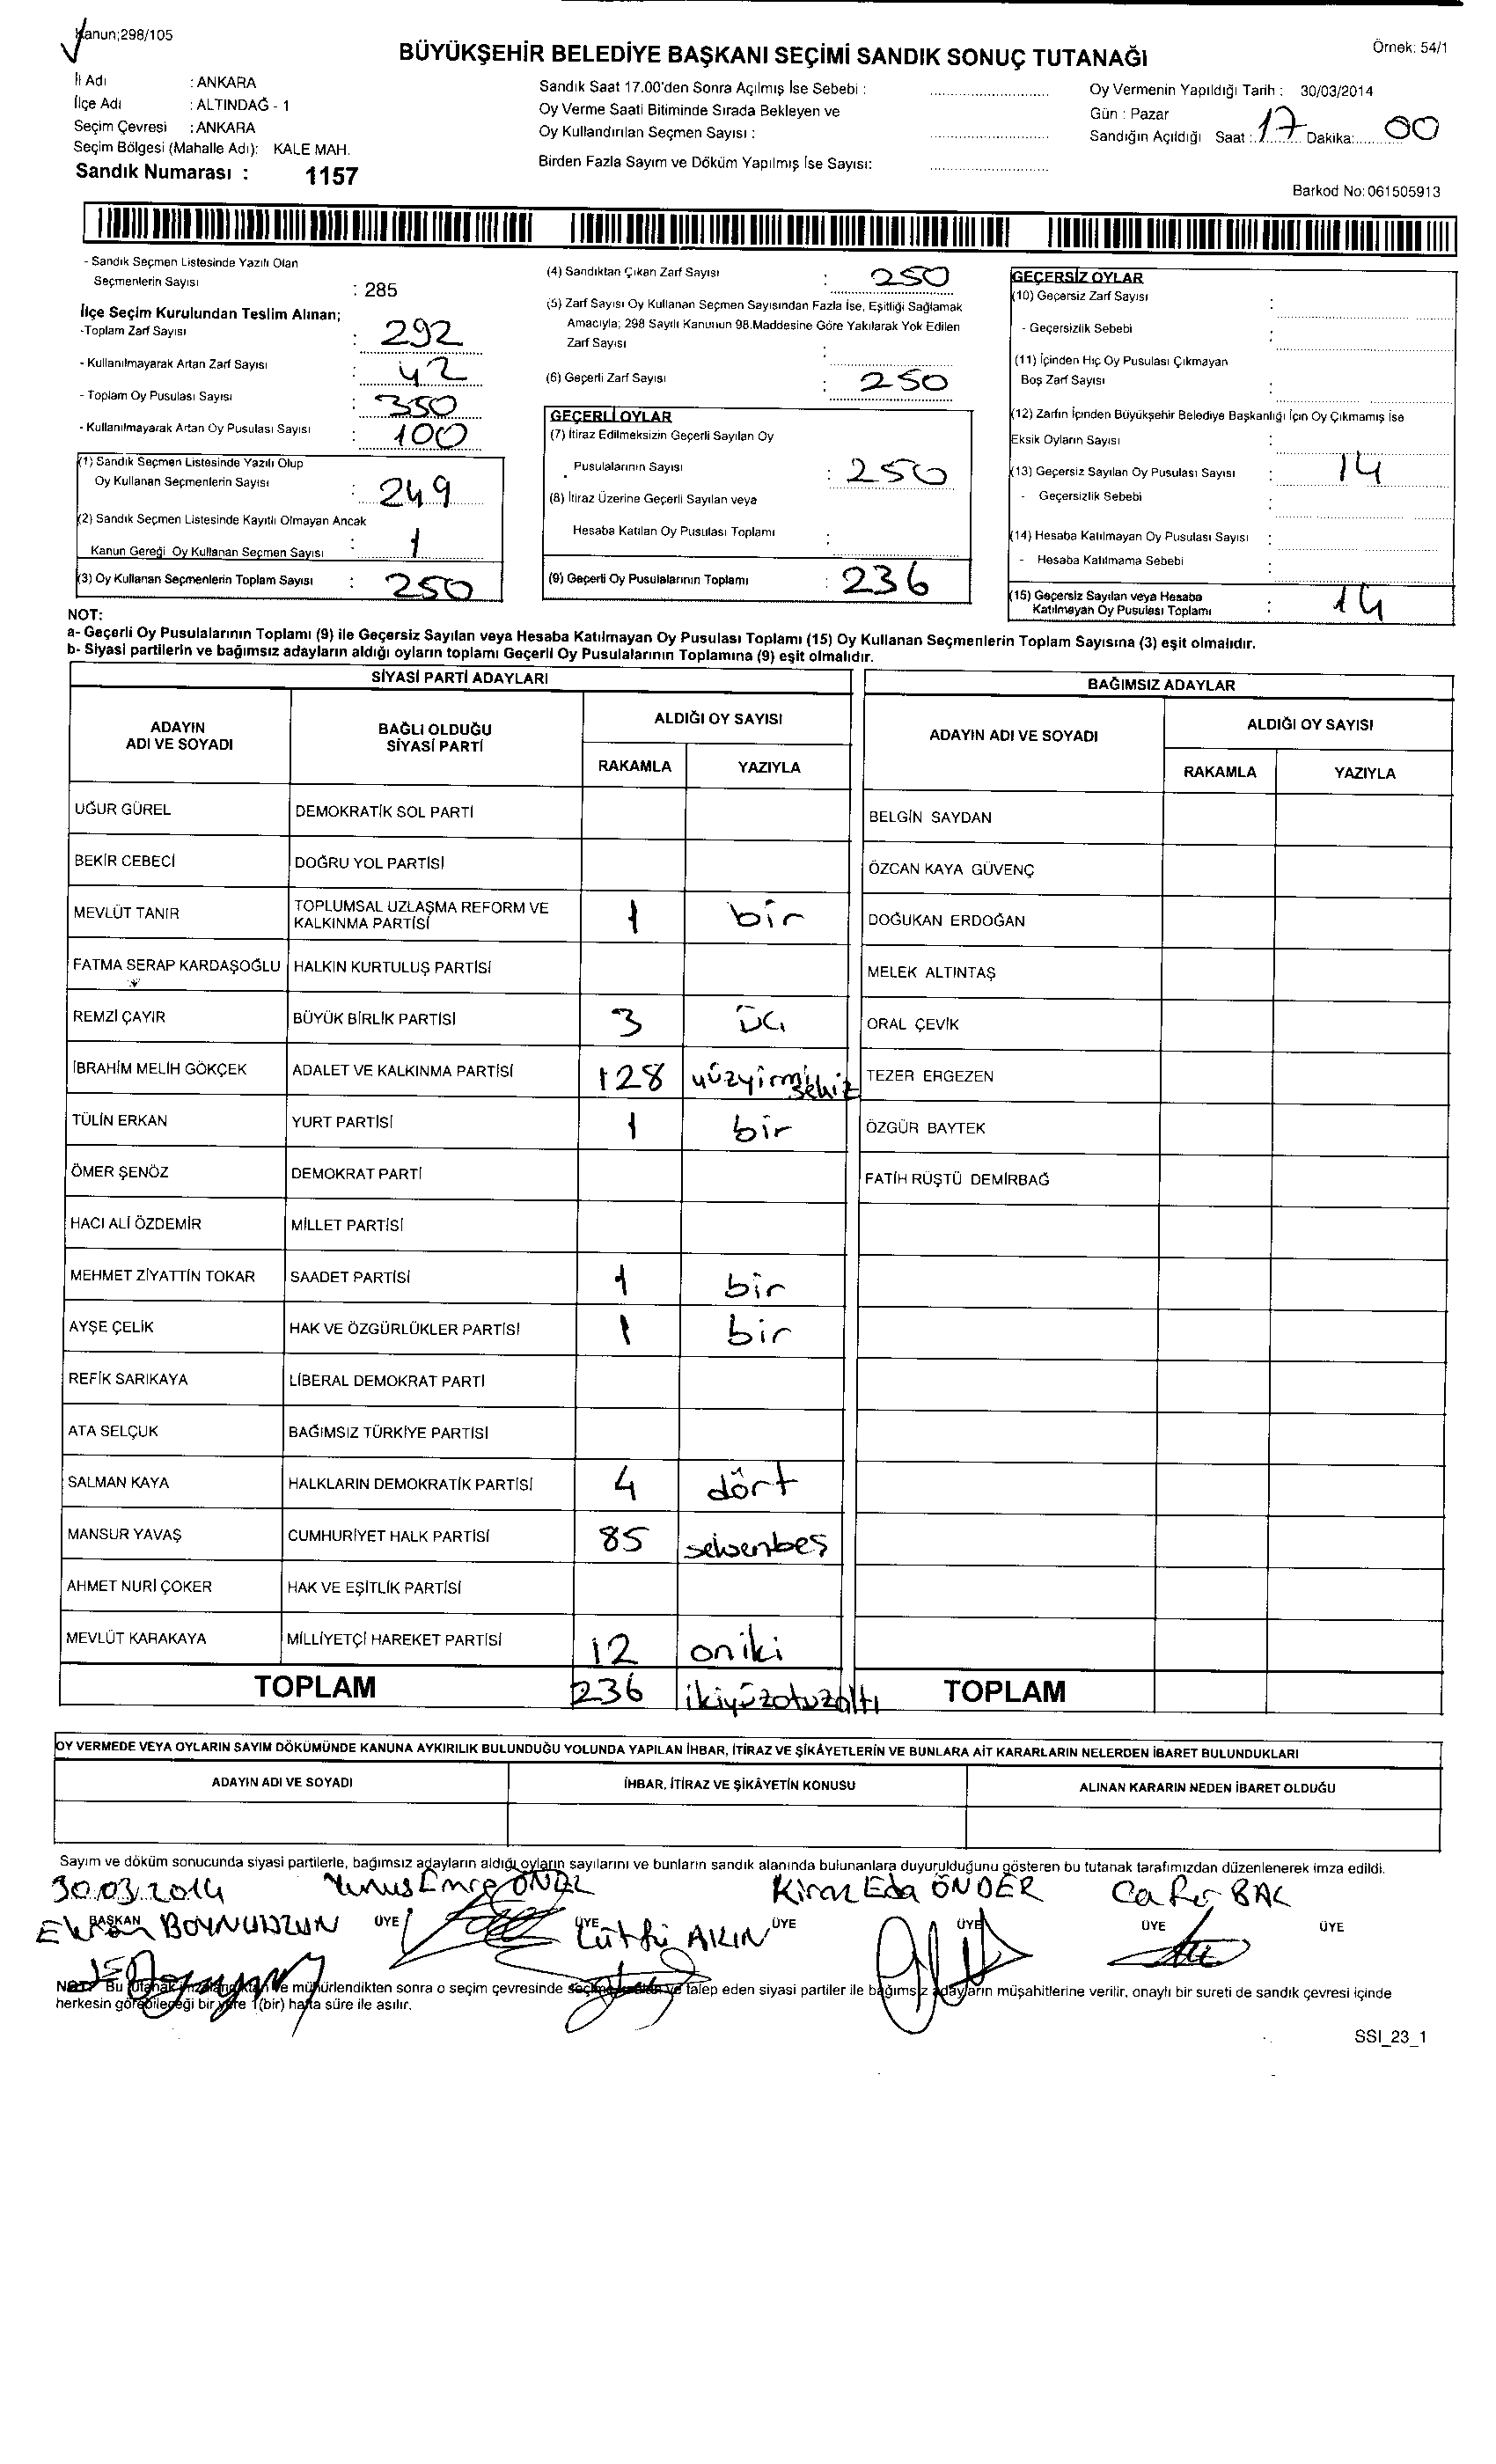 Kanun;298/105
Örnek: 54/1
BÜYÜKŞEHİR BELEDİYE BAŞKANI SEÇİMİ SANDIK SONUÇ TUTANAĞI
İl Adı : ANKARA
İlçe Adı : ALTINDAĞ - 1
Seçim Çevresi : ANKARA
Seçim Bölgesi (Mahalle Adı): KALE MAH.
Sandık Numarası : 1157
Sandık Saat 17.00'den Sonra Açılmış İse Sebebi :
Oy Verme Saati Bitiminde Sırada Bekleyen ve
Oy Kullandırılan Seçmen Sayısı :
Birden Fazla Sayım ve Döküm Yapılmış İse Sayısı:
Oy Vermenin Yapıldığı Tarih : 30/03/2014
Gün : Pazar
Sandığın Açıldığı Saat : 17 Dakika: 00
Barkod No: 061505913
- Sandık Seçmen Listesinde Yazılı Olan
Seçmenlerin Sayısı : 285
İlçe Seçim Kurulundan Teslim Alınan;
-Toplam Zarf Sayısı : 292
- Kullanılmayarak Artan Zarf Sayısı : 42
- Toplam Oy Pusulası Sayısı : 350
- Kullanılmayarak Artan Oy Pusulası Sayısı : 100
(1) Sandık Seçmen Listesinde Yazılı Olup
Oy Kullanan Seçmenlerin Sayısı : 249
(2) Sandık Seçmen Listesinde Kayıtlı Olmayan Ancak
Kanun Gereği Oy Kullanan Seçmen Sayısı : 1
(3) Oy Kullanan Seçmenlerin Toplam Sayısı : 250
(4) Sandıktan Çıkan Zarf Sayısı : 250
(5) Zarf Sayısı Oy Kullanan Seçmen Sayısından Fazla İse, Eşitliği Sağlamak
Amacıyla; 298 Sayılı Kanunun 98.Maddesine Göre Yakılarak Yok Edilen
Zarf Sayısı :
(6) Geçerli Zarf Sayısı : 250
GEÇERLİ OYLAR
(7) İtiraz Edilmeksizin Geçerli Sayılan Oy
Pusulalarının Sayısı : 250
(8) İtiraz Üzerine Geçerli Sayılan veya
Hesaba Katılan Oy Pusulası Toplamı :
(9) Geçerli Oy Pusulalarının Toplamı : 236
GEÇERSİZ OYLAR
(10) Geçersiz Zarf Sayısı :
- Geçersizlik Sebebi :
(11) İçinden Hiç Oy Pusulası Çıkmayan
Boş Zarf Sayısı :
(12) Zarfın İçinden Büyükşehir Belediye Başkanlığı İçin Oy Çıkmamış İse
Eksik Oyların Sayısı :
(13) Geçersiz Sayılan Oy Pusulası Sayısı : 14
- Geçersizlik Sebebi :
(14) Hesaba Katılmayan Oy Pusulası Sayısı :
- Hesaba Katılmama Sebebi :
(15) Geçersiz Sayılan veya Hesaba
Katılmayan Oy Pusulası Toplamı : 14
NOT:
a- Geçerli Oy Pusulalarının Toplamı (9) ile Geçersiz Sayılan veya Hesaba Katılmayan Oy Pusulası Toplamı (15) Oy Kullanan Seçmenlerin Toplam Sayısına (3) eşit olmalıdır.
b- Siyasi partilerin ve bağımsız adayların aldığı oyların toplamı Geçerli Oy Pusulalarının Toplamına (9) eşit olmalıdır.
SİYASİ PARTİ ADAYLARI
ADAYIN ADI VE SOYADI BAĞLI OLDUĞU SİYASİ PARTİ ALDIĞI OY SAYISI
RAKAMLA YAZIYLA
UĞUR GÜREL DEMOKRATİK SOL PARTİ
BEKİR CEBECİ DOĞRU YOL PARTİSİ
MEVLÜT TANIR TOPLUMSAL UZLAŞMA REFORM VE KALKINMA PARTİSİ 1 bir
FATMA SERAP KARDAŞOĞLU HALKIN KURTULUŞ PARTİSİ
REMZİ ÇAYIR BÜYÜK BİRLİK PARTİSİ 3 üç
İBRAHİM MELİH GÖKÇEK ADALET VE KALKINMA PARTİSİ 128 yüzyirmisekiz
TÜLİN ERKAN YURT PARTİSİ 1 bir
ÖMER ŞENÖZ DEMOKRAT PARTİ
HACI ALİ ÖZDEMİR MİLLET PARTİSİ
MEHMET ZİYATTİN TOKAR SAADET PARTİSİ 1 bir
AYŞE ÇELİK HAK VE ÖZGÜRLÜKLER PARTİSİ 1 bir
REFİK SARIKAYA LİBERAL DEMOKRAT PARTİ
ATA SELÇUK BAĞIMSIZ TÜRKİYE PARTİSİ
SALMAN KAYA HALKLARIN DEMOKRATİK PARTİSİ 4 dört
MANSUR YAVAŞ CUMHURİYET HALK PARTİSİ 85 seksenbeş
AHMET NURİ ÇOKER HAK VE EŞİTLİK PARTİSİ
MEVLÜT KARAKAYA MİLLİYETÇİ HAREKET PARTİSİ 12 oniki
TOPLAM 236 ikiyüzotuzaltı
BAĞIMSIZ ADAYLAR
ADAYIN ADI VE SOYADI ALDIĞI OY SAYISI
RAKAMLA YAZIYLA
BELGİN SAYDAN
ÖZCAN KAYA GÜVENÇ
DOĞUKAN ERDOĞAN
MELEK ALTINTAŞ
ORAL ÇEVİK
TEZER ERGEZEN
ÖZGÜR BAYTEK
FATİH RÜŞTÜ DEMİRBAĞ
TOPLAM
OY VERMEDE VEYA OYLARIN SAYIM DÖKÜMÜNDE KANUNA AYKIRILIK BULUNDUĞU YOLUNDA YAPILAN İHBAR, İTİRAZ VE ŞİKÂYETLERİN VE BUNLARA AİT KARARLARIN NELERDEN İBARET BULUNDUKLARI
ADAYIN ADI VE SOYADI İHBAR, İTİRAZ VE ŞİKÂYETİN KONUSU ALINAN KARARIN NEDEN İBARET OLDUĞU
Sayım ve döküm sonucunda siyasi partilerle, bağımsız adayların aldığı oyların sayılarını ve bunların sandık alanında bulunanlara duyurulduğunu gösteren bu tutanak tarafımızdan düzenlenerek imza edildi.
30.03.2014 Yunus Emre ÖNAL Kiraz Eda ÖNDER Cafer BAL
BAŞKAN BOYNUUZUN ÜYE ÜYE Lütfü AKIN ÜYE ÜYE ÜYE ÜYE
NOT: Bu tutanak imzalandıktan ve mühürlendikten sonra o seçim çevresinde seçime katılan ve talep eden siyasi partiler ile bağımsız adayların müşahitlerine verilir, onaylı bir sureti de sandık çevresi içinde
herkesin görebileceği bir yere 1(bir) hafta süre ile asılır.
SSI_23_1